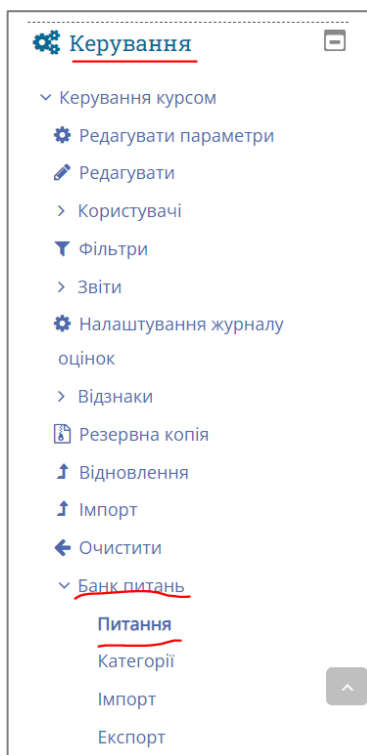 Керування
Керування курсом
Редагувати параметри
Редагувати
Користувачі
Фільтри
Звіти
Налаштування журналу
оцінок
Відзнаки
Резервна копія
Відновлення
Імпорт
Очистити
Банк питань
Питання
Категорії
Імпорт
Експорт